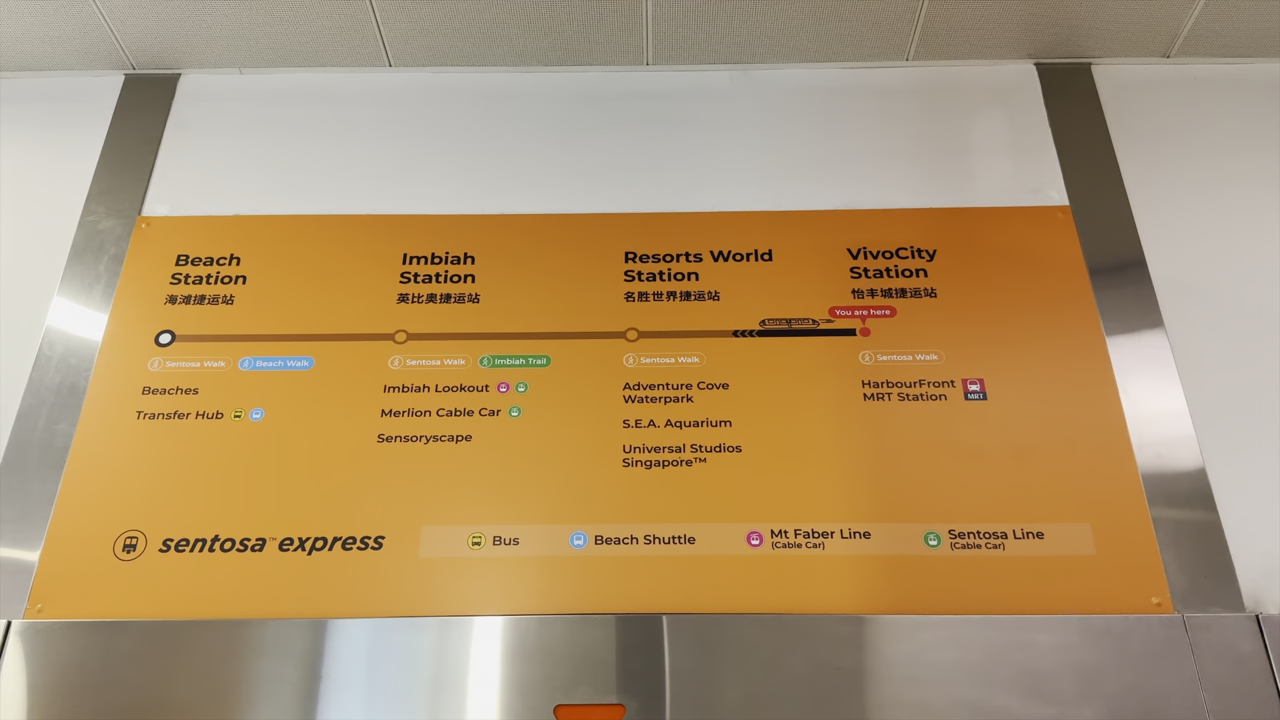 Beach
Station
海滩捷运站
Sentosa Walk
Beach Walk
Beaches
Transfer Hub
Imbiah
Station
英比奥捷运站
Sentosa Walk
Imbiah Trail
Imbiah Lookout
Merlion Cable Car
Sensoryscape
Resorts World
Station
名胜世界捷运站
Sentosa Walk
Adventure Cove
Waterpark
S.E.A. Aquarium
Universal Studios
Singapore™
VivoCity
Station
怡丰城捷运站
You are here
Sentosa Walk
HarbourFront
MRT Station
MRT
sentosa™ express
Bus
Beach Shuttle
Mt Faber Line
(Cable Car)
Sentosa Line
(Cable Car)